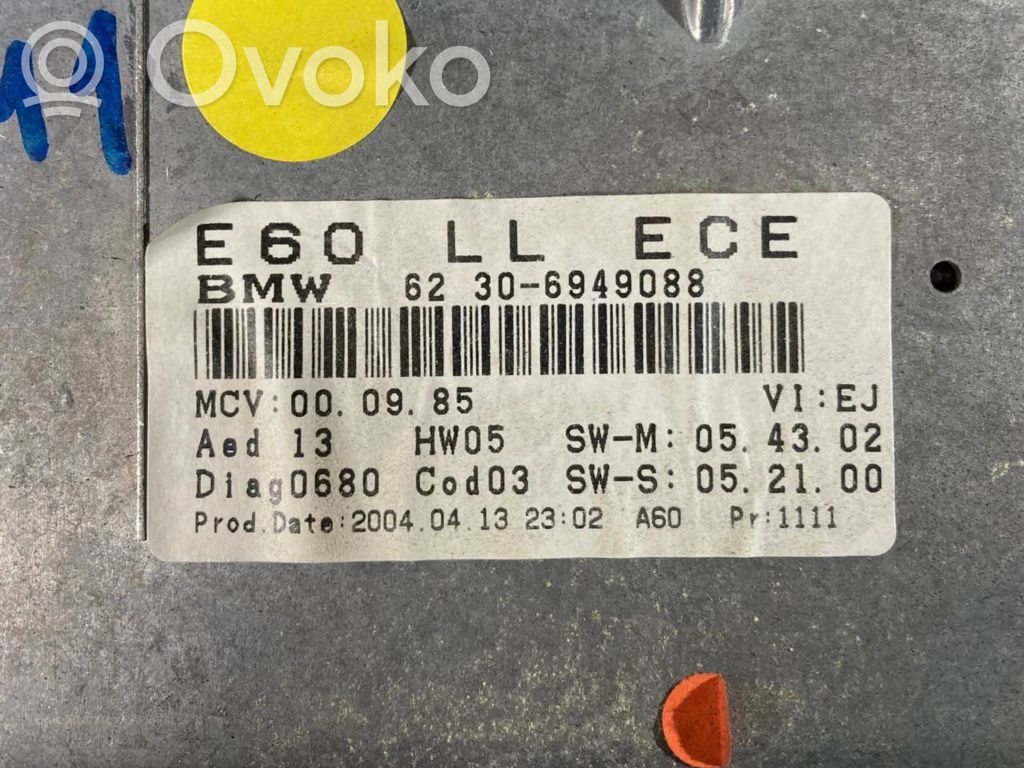 Ovoko
11
E60 LL ECE
BMW 62 30-6949088
MCV:00.09.85 VI:EJ
Aed 13 HW05 SW-M: 05.43.02
Diag0680 Cod03 SW-S: 05.21.00
Prod.Date:2004.04.13 23:02 A60 Pr:1111